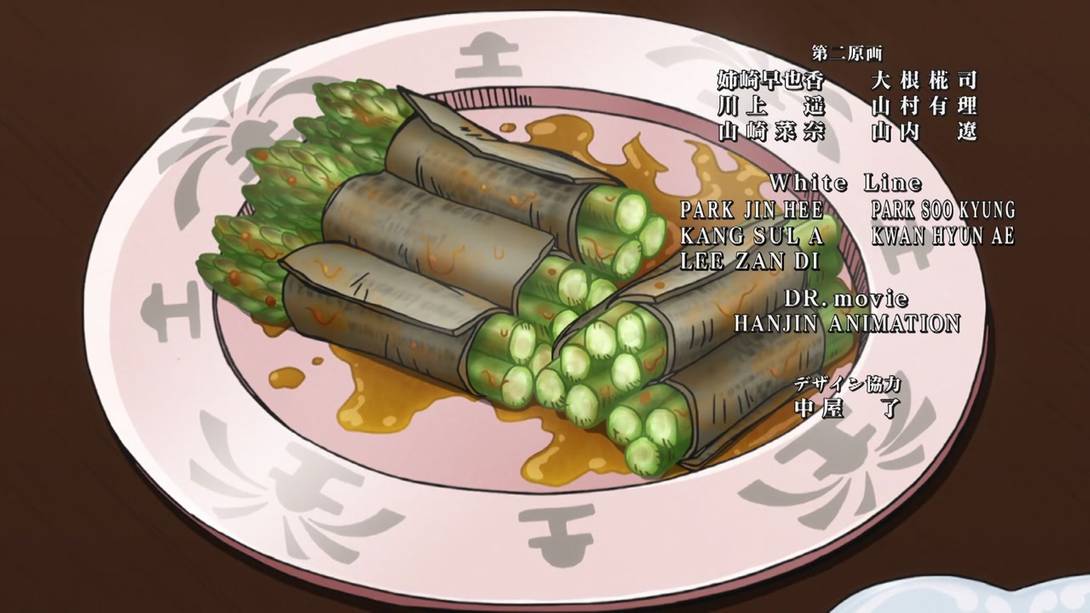 第二原画
姉崎早也香 大根椛司
川上 遥 山村有理
山崎菜奈 山内 遼
White Line
PARK JIN HEE PARK SOO KYUNG
KANG SUL A KWAN HYUN AE
LEE ZAN DI
DR.movie
HANJIN ANIMATION
デザイン協力
中屋 了